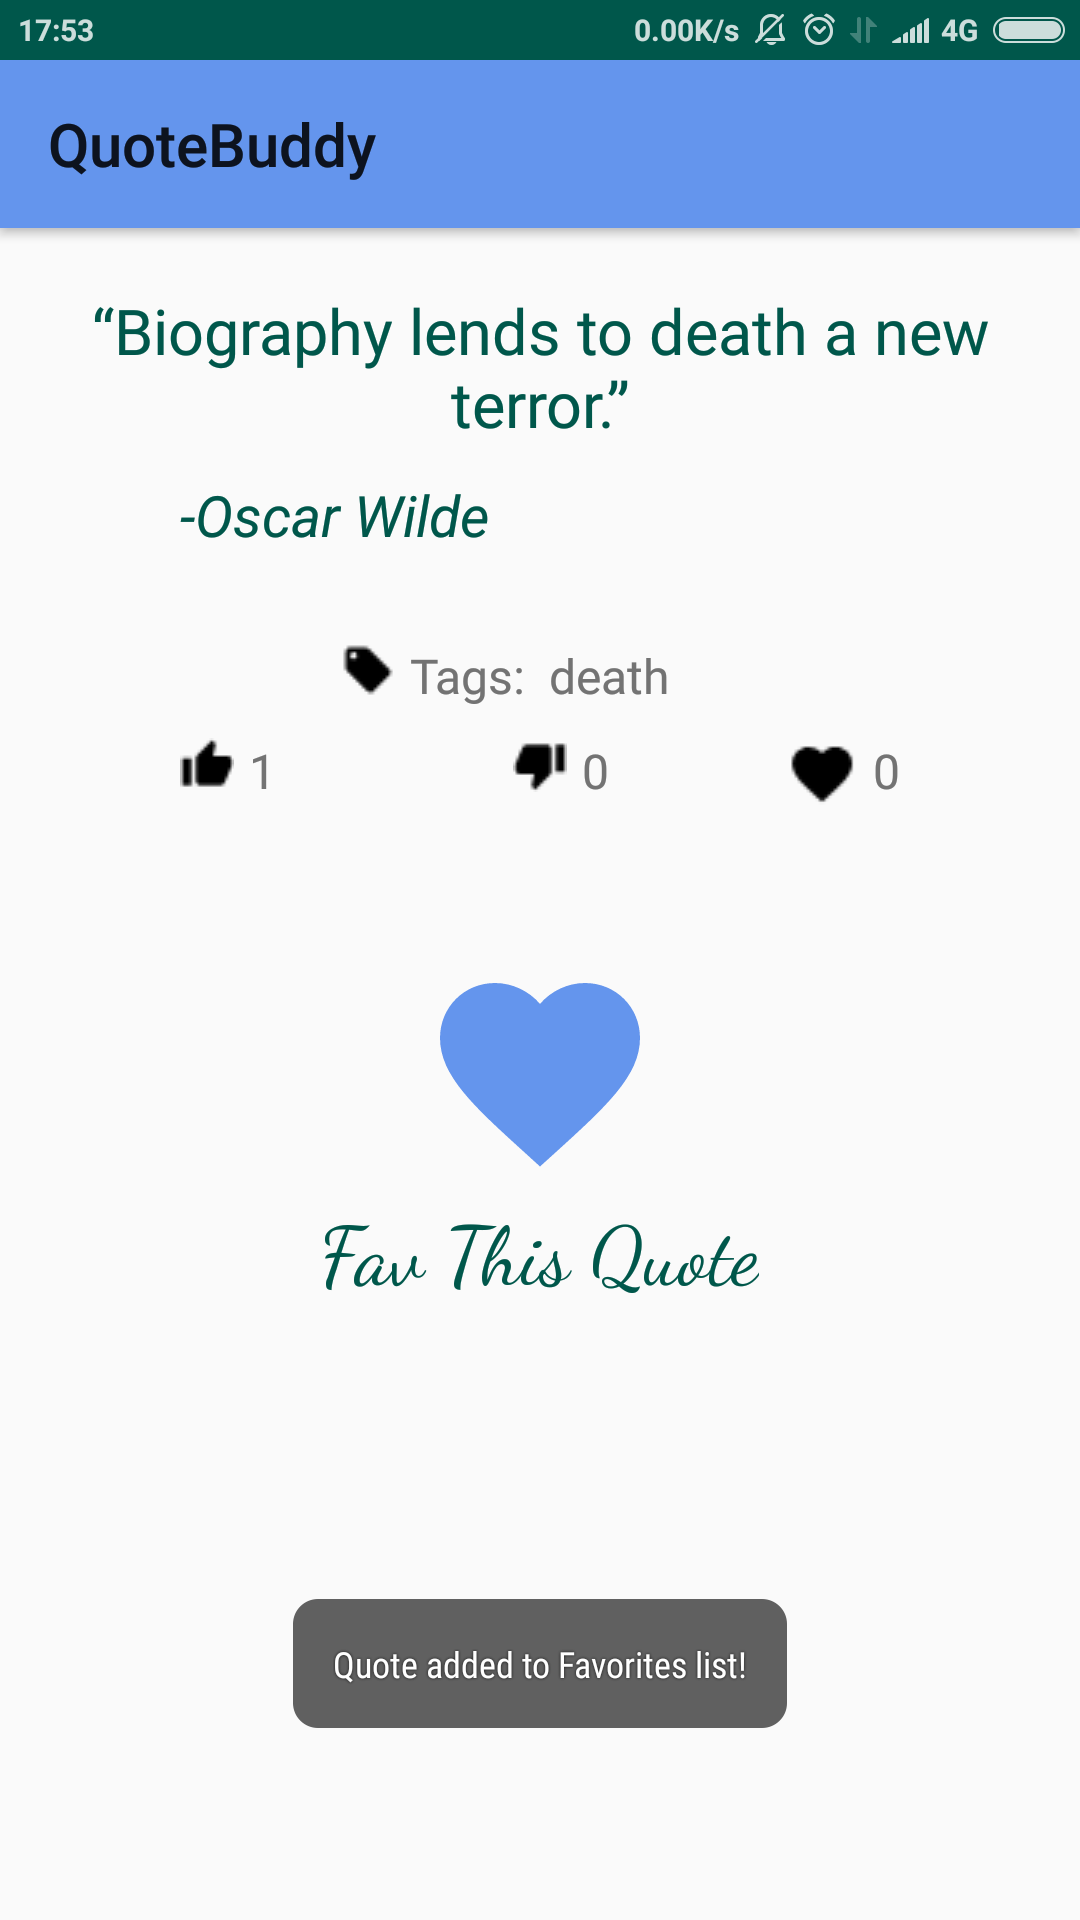 17:53 0.00K/s 4G
QuoteBuddy
“Biography lends to death a new
terror.”
-Oscar Wilde
Tags: death
1 0 0
Fav This Quote
Quote added to Favorites list!